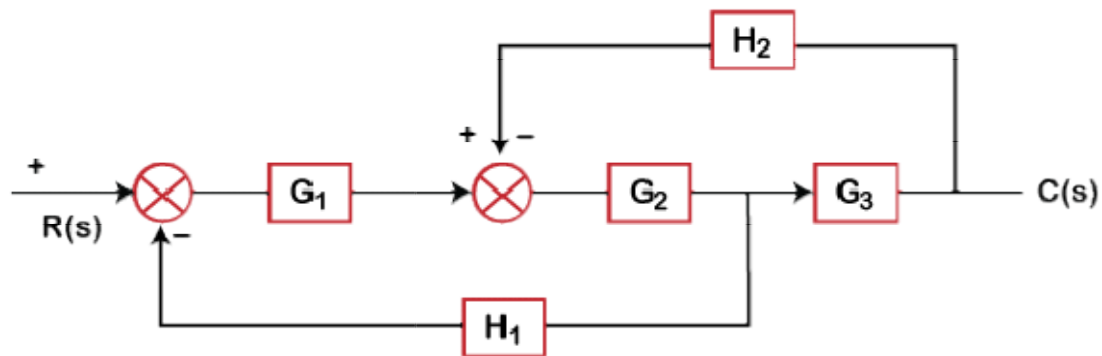 H₂
+ −
+
G₁
G₂
G₃
C(s)
R(s)
−
H₁